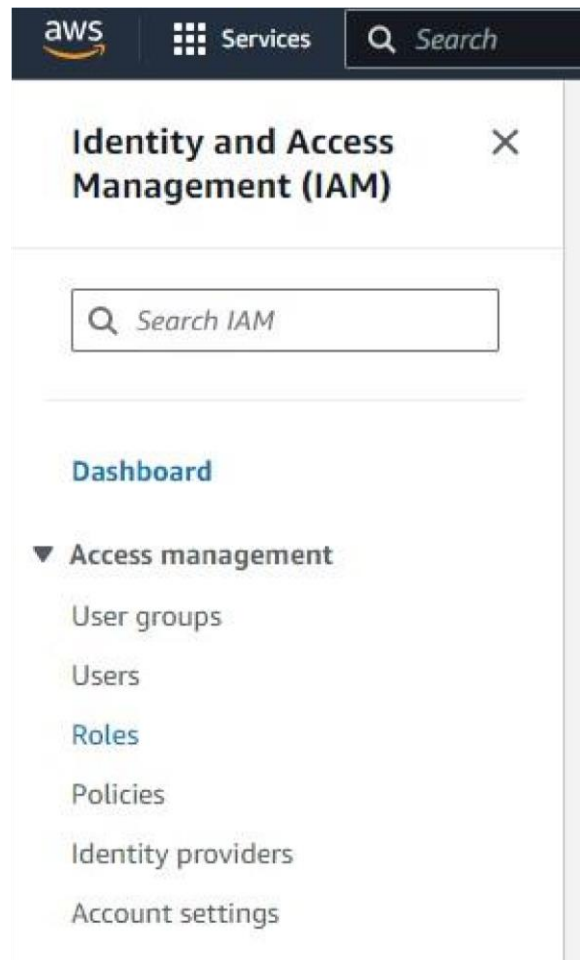 aws
Services
Search
Identity and Access
Management (IAM)
Search IAM
Dashboard
Access management
User groups
Users
Roles
Policies
Identity providers
Account settings